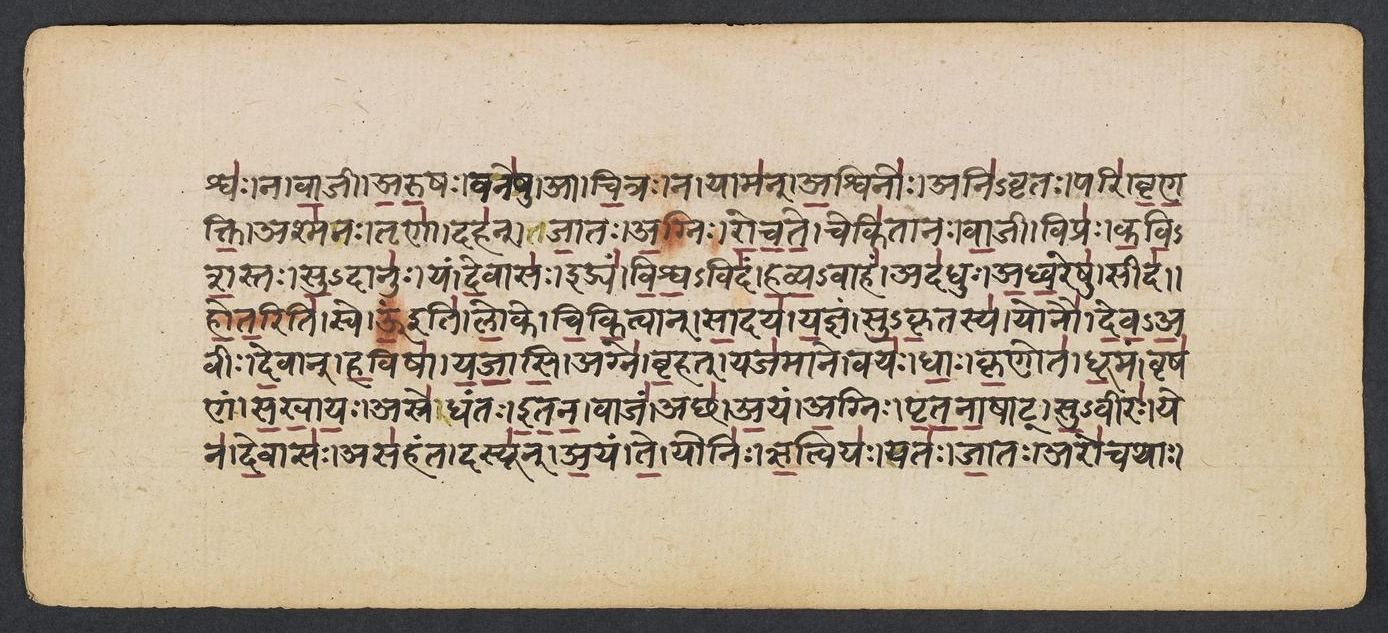 श्वः।न।वाजी।अरुषः।वनेषु।आ।चित्रः।न।यामन्।अश्विनोः।अनिऽवृतः।परि।वृण
क्ति।अश्मनः।तृणा।दहन्।जातः।अग्निः।रोचते।चेकितानः।वाजी।विप्रः।कविऽ
शस्तः।सुऽदानुः।यं।देवासः।इड्यं।विश्वऽविदं।हव्यऽवाहं।अदधुः।अध्वरेषु।सीद॥
होतरिति।स्वे।ऊँइति।लोके।चिकित्वान्।सादय।यज्ञं।सुऽकृतस्य।योनौ।देवऽअ
वीः।देवान्।हविषा।यजासि।अग्ने।बृहत्।यजमाने।वयः।धाः।कृणोत।धूमं।वृष
णं।सखायः।अस्रेधंतः।इतन।वाजं।अछ।अयं।अग्निः।पृतनाषाट्।सुऽवीरः।ये
न।देवासः।असहंत।दस्यून्।अयं।ते।योनिः।ऋत्वियः।यतः।जातः।अरोचथाः।